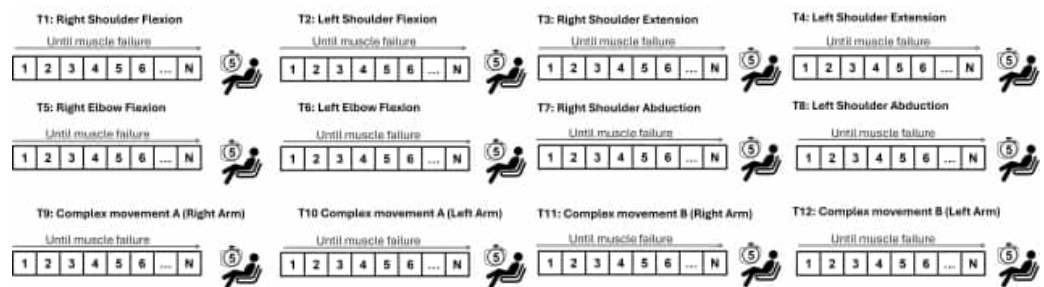 T1: Right Shoulder Flexion
Until muscle failure
1 2 3 4 5 6 ... N
5
T2: Left Shoulder Flexion
Until muscle failure
1 2 3 4 5 6 ... N
5
T3: Right Shoulder Extension
Until muscle failure
1 2 3 4 5 6 ... N
5
T4: Left Shoulder Extension
Until muscle failure
1 2 3 4 5 6 ... N
5
T5: Right Elbow Flexion
Until muscle failure
1 2 3 4 5 6 ... N
5
T6: Left Elbow Flexion
Until muscle failure
1 2 3 4 5 6 ... N
5
T7: Right Shoulder Abduction
Until muscle failure
1 2 3 4 5 6 ... N
5
T8: Left Shoulder Abduction
Until muscle failure
1 2 3 4 5 6 ... N
5
T9: Complex movement A (Right Arm)
Until muscle failure
1 2 3 4 5 6 ... N
5
T10 Complex movement A (Left Arm)
Until muscle failure
1 2 3 4 5 6 ... N
5
T11: Complex movement B (Right Arm)
Until muscle failure
1 2 3 4 5 6 ... N
5
T12: Complex movement B (Left Arm)
Until muscle failure
1 2 3 4 5 6 ... N
5